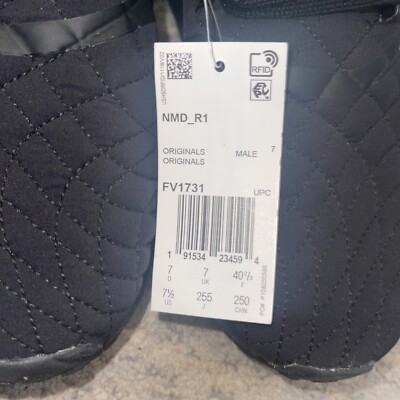 RFID
NMD_R1
7
ORIGINALS MALE
ORIGINALS
FV1731
UPC
1 91534 23459 4
7 7 40⅔
D UK F
7½ 255 250
US J CHN